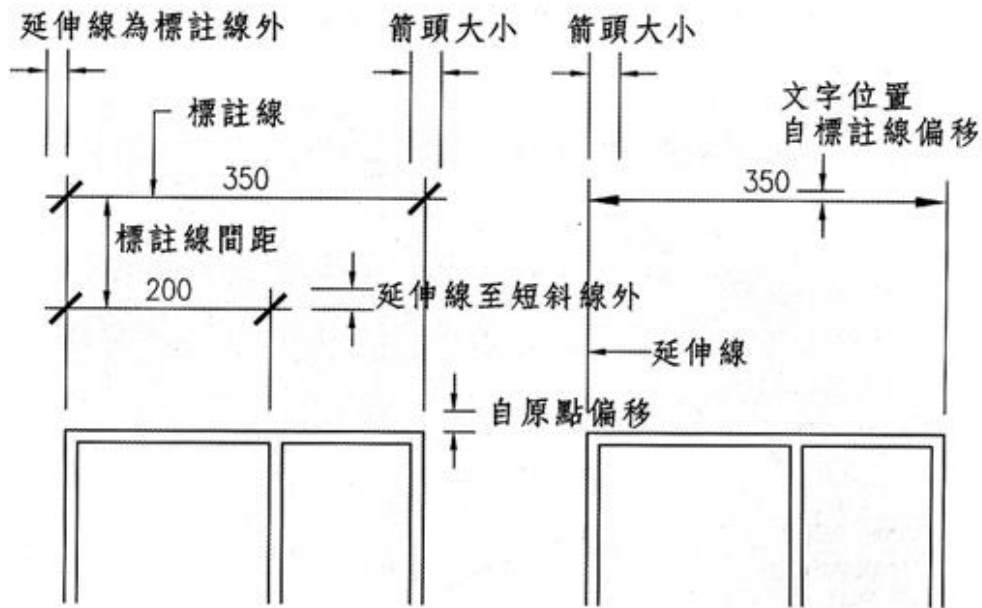 延伸線為標註線外
箭頭大小
箭頭大小
標註線
文字位置
自標註線偏移
350
350
標註線間距
200
延伸線至短斜線外
延伸線
自原點偏移